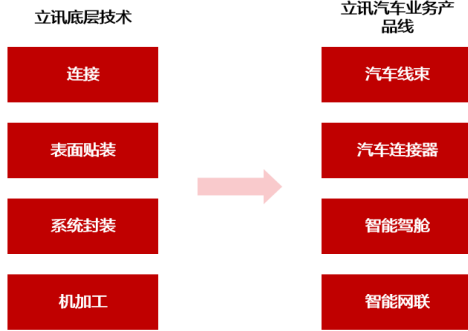 立讯底层技术
连接
表面贴装
系统封装
机加工
立讯汽车业务产
品线
汽车线束
汽车连接器
智能驾舱
智能网联